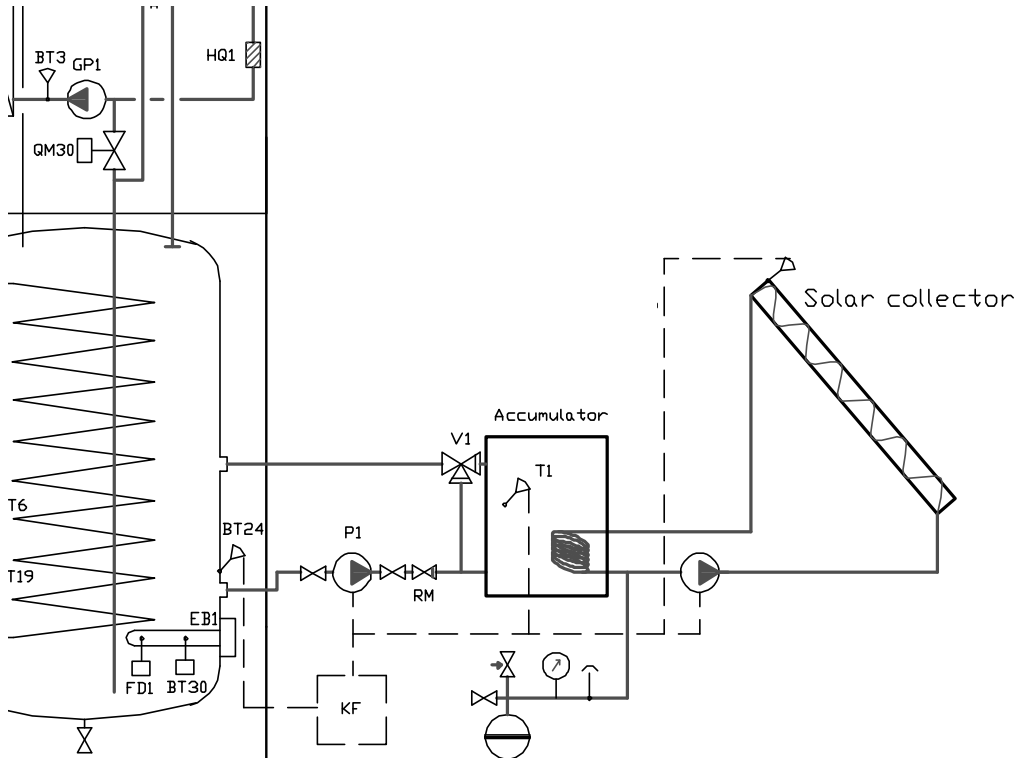 HQ1
BT3
GP1
QM30
Solar collector
Accumulator
V1
T1
T6
BT24
P1
T19
RM
EB1
FD1
BT30
KF